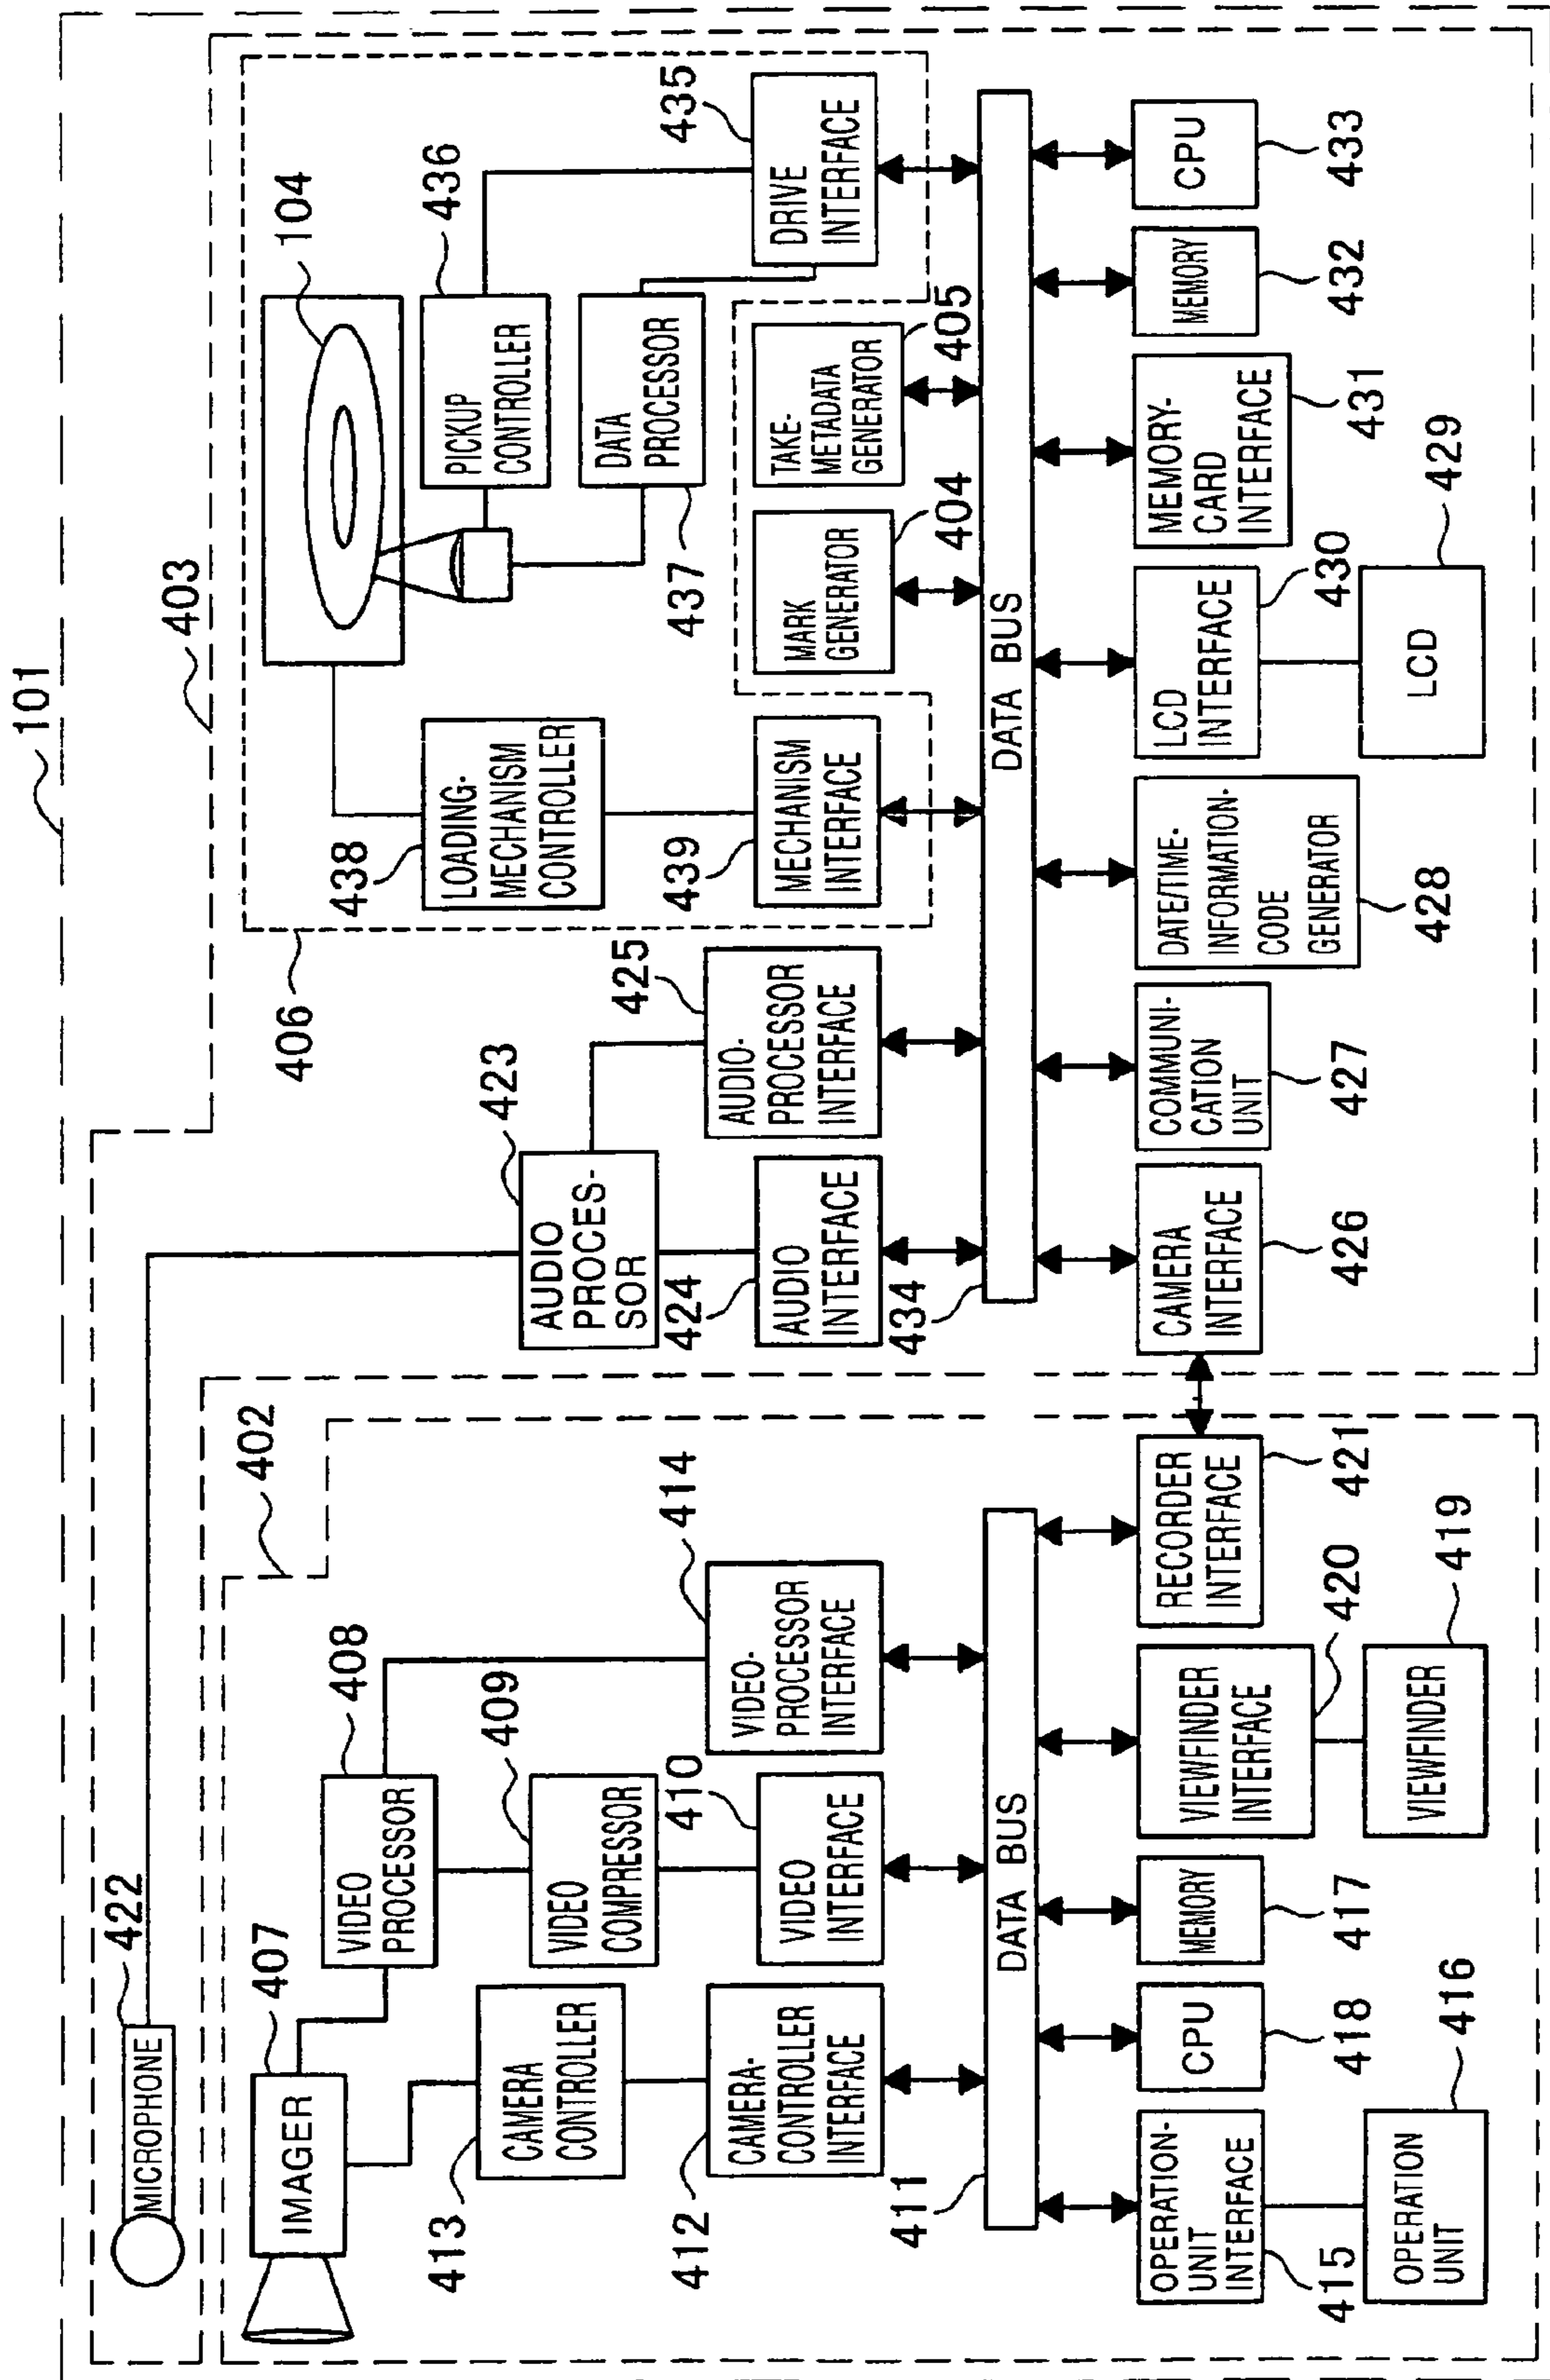 101
422
MICROPHONE
402
407
IMAGER
408
VIDEO
PROCESSOR
413
CAMERA
CONTROLLER
409
VIDEO
COMPRESSOR
414
412
CAMERA-
CONTROLLER
INTERFACE
410
VIDEO
INTERFACE
VIDEO-
PROCESSOR
INTERFACE
411
DATA BUS
OPERATION-
UNIT
INTERFACE
415
CPU
418
MEMORY
417
VIEWFINDER
INTERFACE
420
RECORDER
INTERFACE
421
OPERATION
UNIT
416
VIEWFINDER
419
403
406
423
AUDIO
PROCES-
SOR
425
AUDIO-
PROCESSOR
INTERFACE
424
AUDIO
INTERFACE
438
LOADING-
MECHANISM
CONTROLLER
439
MECHANISM
INTERFACE
104
436
PICKUP
CONTROLLER
DATA
PROCESSOR
437
435
DRIVE
INTERFACE
MARK
GENERATOR
404
TAKE-
METADATA
GENERATOR
405
434
DATA BUS
CAMERA
INTERFACE
426
COMMUNI-
CATION
UNIT
427
DATE/TIME-
INFORMATION-
CODE
GENERATOR
428
LCD
INTERFACE
430
LCD
429
MEMORY-
CARD
INTERFACE
431
MEMORY
432
CPU
433